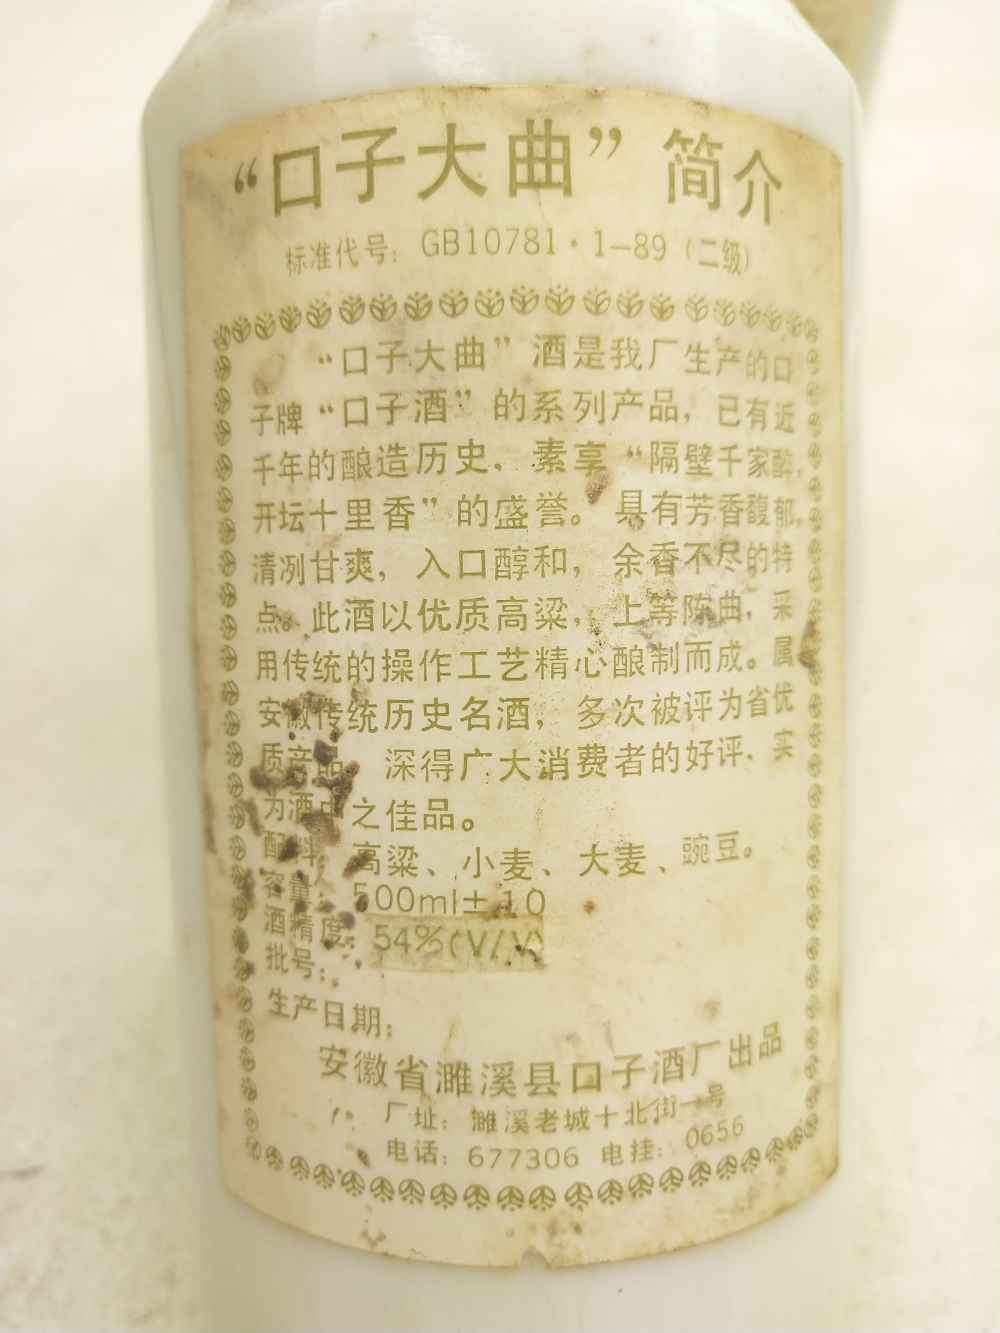 “口子大曲”简介
标准代号：GB10781·1-89（二级）
“口子大曲”酒是我厂生产的口
子牌“口子酒”的系列产品，已有近
千年的酿造历史，素享“隔壁千家醉，
开坛十里香”的盛誉。具有芳香馥郁，
清冽甘爽，入口醇和，余香不尽的特
点。此酒以优质高粱，上等陈曲，采
用传统的操作工艺精心酿制而成。属
安徽传统历史名酒，多次被评为省优
质产品，深得广大消费者的好评，实
为酒中之佳品。
配料：高粱、小麦、大麦、豌豆。
容量：500ml±10
酒精度：54%(V/V)
批号：
生产日期：
安徽省濉溪县口子酒厂出品
厂址：濉溪老城十北街一号
电话：677306 电挂：0656